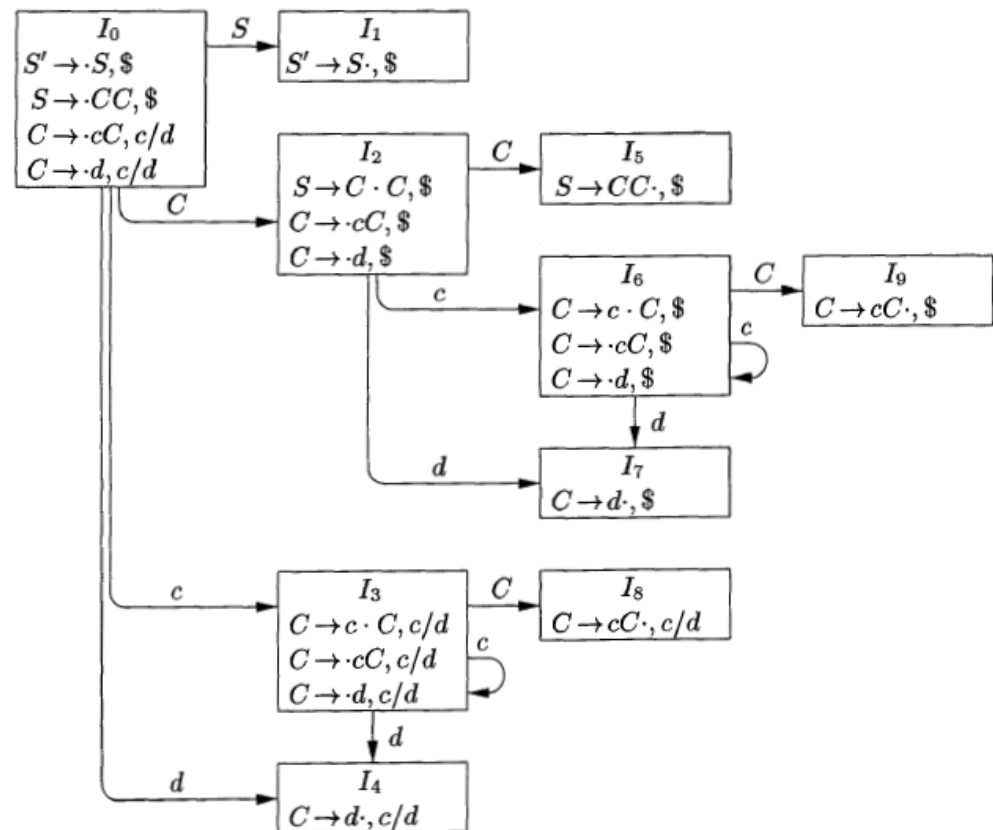 I₀
S' → ·S, $
S → ·CC, $
C → ·cC, c/d
C → ·d, c/d
S
I₁
S' → S·, $
C
I₂
S → C · C, $
C → ·cC, $
C → ·d, $
C
I₅
S → CC·, $
c
I₆
C → c · C, $
C → ·cC, $
C → ·d, $
C
I₉
C → cC·, $
c
d
d
I₇
C → d·, $
c
I₃
C → c · C, c/d
C → ·cC, c/d
C → ·d, c/d
C
I₈
C → cC·, c/d
c
d
d
I₄
C → d·, c/d